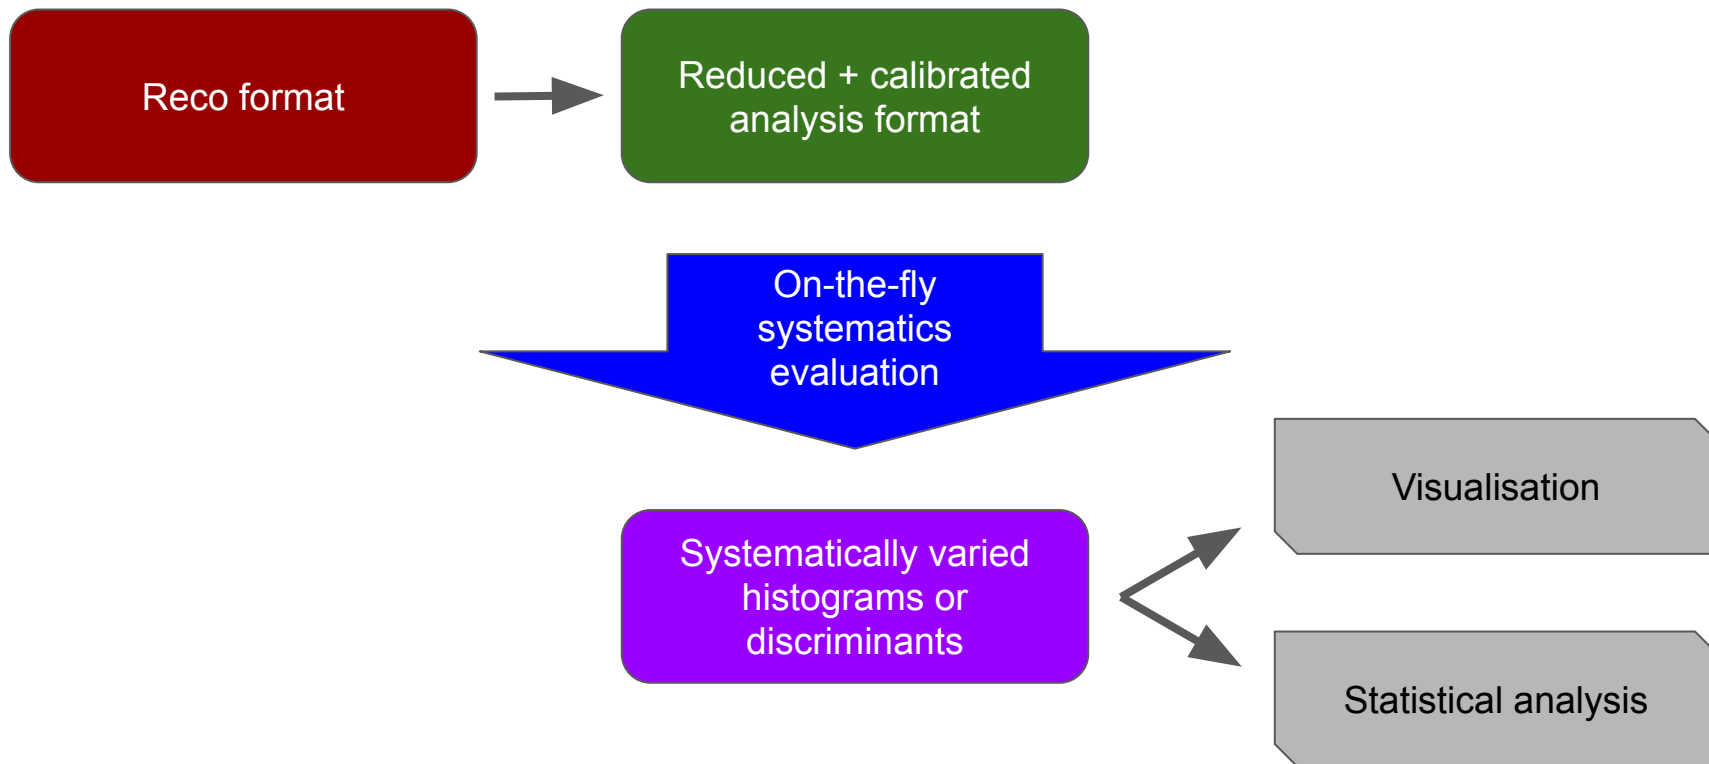 Reco format
Reduced + calibrated
analysis format
On-the-fly
systematics
evaluation
Visualisation
Systematically varied
histograms or
discriminants
Statistical analysis